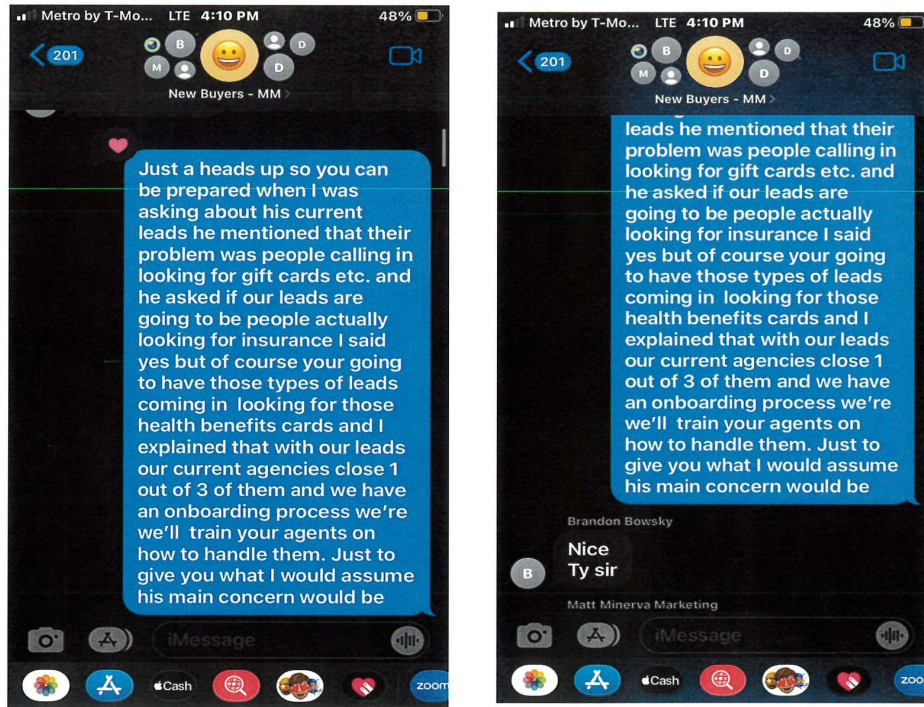 Metro by T-Mo... LTE 4:10 PM 48%
201
B
D
M
D
New Buyers - MM >
Just a heads up so you can
be prepared when I was
asking about his current
leads he mentioned that their
problem was people calling in
looking for gift cards etc. and
he asked if our leads are
going to be people actually
looking for insurance I said
yes but of course your going
to have those types of leads
coming in looking for those
health benefits cards and I
explained that with our leads
our current agencies close 1
out of 3 of them and we have
an onboarding process we're
we'll train your agents on
how to handle them. Just to
give you what I would assume
his main concern would be
iMessage
Cash
zoom
Metro by T-Mo... LTE 4:10 PM 48%
201
B
D
M
D
New Buyers - MM >
leads he mentioned that their
problem was people calling in
looking for gift cards etc. and
he asked if our leads are
going to be people actually
looking for insurance I said
yes but of course your going
to have those types of leads
coming in looking for those
health benefits cards and I
explained that with our leads
our current agencies close 1
out of 3 of them and we have
an onboarding process we're
we'll train your agents on
how to handle them. Just to
give you what I would assume
his main concern would be
Brandon Bowsky
B
Nice
Ty sir
Matt Minerva Marketing
iMessage
Cash
zoo